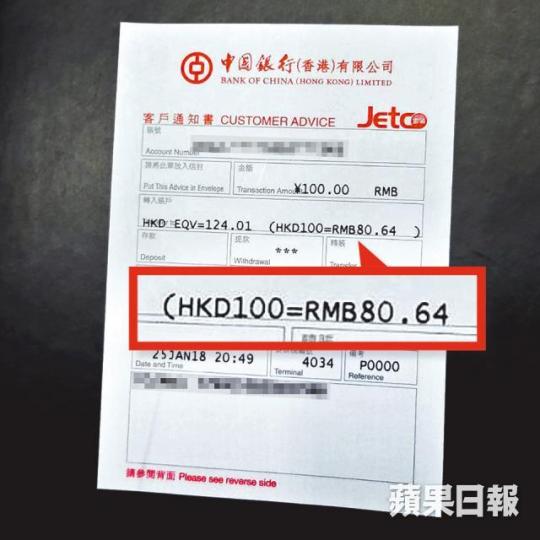 中国銀行(香港)有限公司
BANK OF CHINA (HONG KONG) LIMITED
客戶通知書 CUSTOMER ADVICE Jetco
賬號
Account Number
請將此單放入信封 金額
Put This Advice in Envelope Transaction Amount ¥100.00 RMB
轉入賬戶
HKD EQV=124.01 (HKD100=RMB80.64 )
存款 提款 *** 轉賬
Deposit Withdrawal Transfer
(HKD100=RMB80.64
25JAN18 20:49 4034 備考 P0000
Date and Time Terminal Reference
請參閱背面 Please see reverse side
蘋果日報